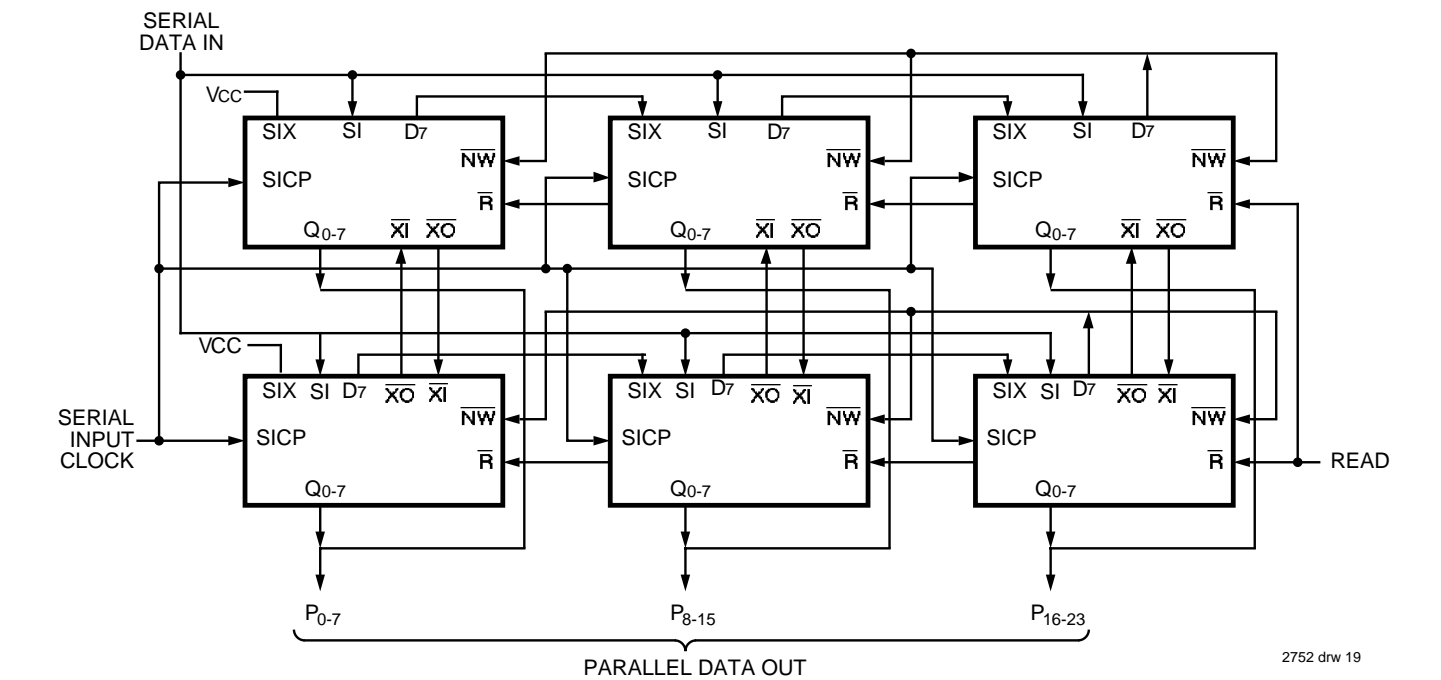 SERIAL
DATA IN
VCC
SIX SI D7
SIX SI D7
SIX SI D7
NW
NW
NW
SICP
SICP
SICP
R
R
R
Q0-7 XI XO
Q0-7 XI XO
Q0-7 XI XO
VCC
SIX SI D7 XO XI
SIX SI D7 XO XI
SIX SI D7 XO XI
NW
NW
NW
SERIAL
INPUT
CLOCK
SICP
SICP
SICP
R
R
R
READ
Q0-7
Q0-7
Q0-7
P0-7
P8-15
P16-23
PARALLEL DATA OUT
2752 drw 19